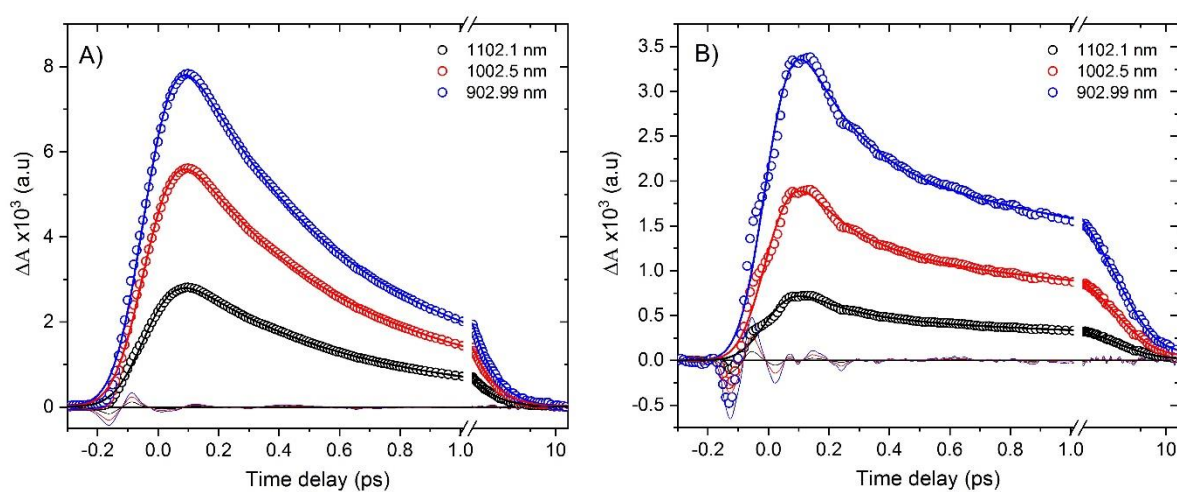 A)
1102.1 nm
1002.5 nm
902.99 nm
8
6
4
2
0
ΔA x10³ (a.u)
-0.2 0.0 0.2 0.4 0.6 0.8 1.0 10
Time delay (ps)
B)
1102.1 nm
1002.5 nm
902.99 nm
3.5
3.0
2.5
2.0
1.5
1.0
0.5
0.0
-0.5
ΔA x10³ (a.u)
-0.2 0.0 0.2 0.4 0.6 0.8 1.0 10
Time delay (ps)